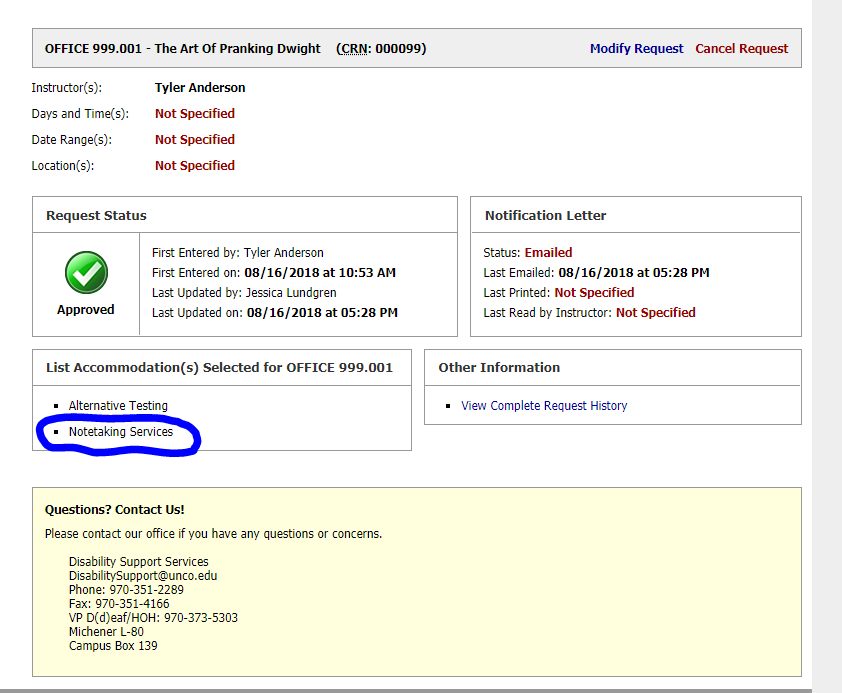 OFFICE 999.001 - The Art Of Pranking Dwight (CRN: 000099) Modify Request Cancel Request
Instructor(s): Tyler Anderson
Days and Time(s): Not Specified
Date Range(s): Not Specified
Location(s): Not Specified
Request Status
Approved
First Entered by: Tyler Anderson
First Entered on: 08/16/2018 at 10:53 AM
Last Updated by: Jessica Lundgren
Last Updated on: 08/16/2018 at 05:28 PM
Notification Letter
Status: Emailed
Last Emailed: 08/16/2018 at 05:28 PM
Last Printed: Not Specified
Last Read by Instructor: Not Specified
List Accommodation(s) Selected for OFFICE 999.001
Alternative Testing
Notetaking Services
Other Information
View Complete Request History
Questions? Contact Us!
Please contact our office if you have any questions or concerns.
Disability Support Services
DisabilitySupport@unco.edu
Phone: 970-351-2289
Fax: 970-351-4166
VP D(d)eaf/HOH: 970-373-5303
Michener L-80
Campus Box 139